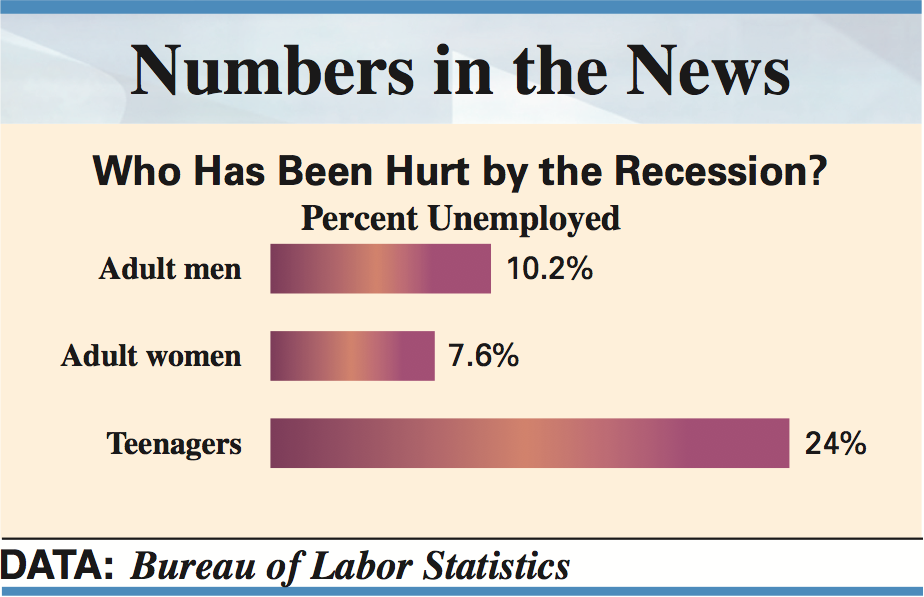 Numbers in the News
Who Has Been Hurt by the Recession?
Percent Unemployed
Adult men 10.2%
Adult women 7.6%
Teenagers 24%
DATA: Bureau of Labor Statistics